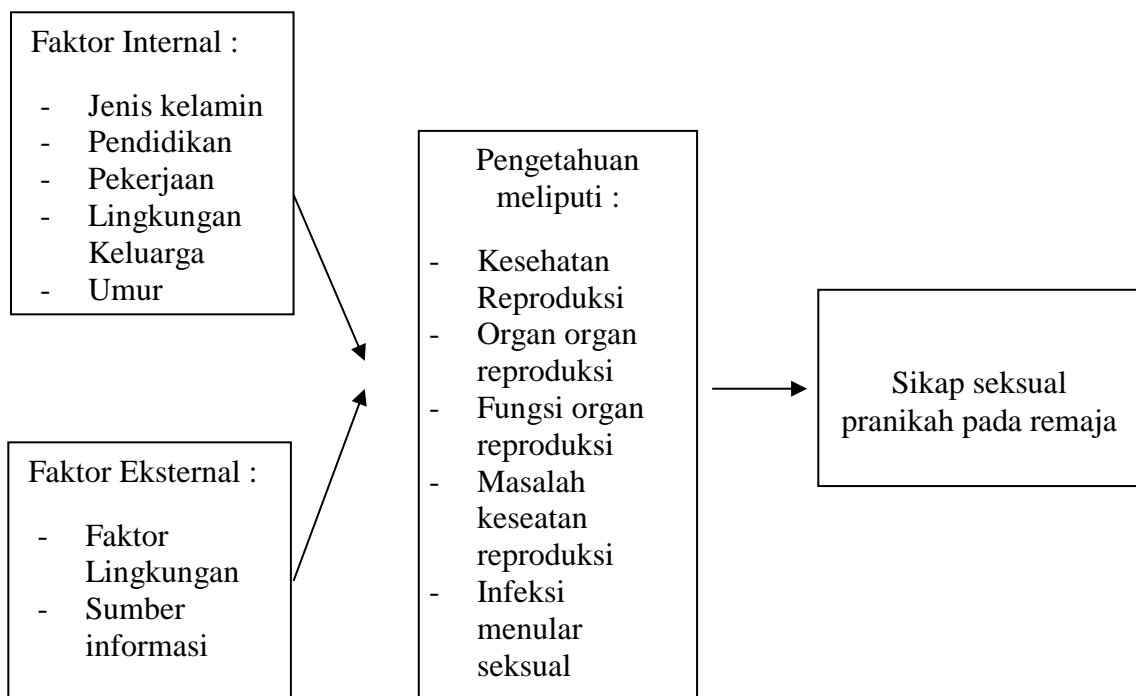 Faktor Internal :
- Jenis kelamin
- Pendidikan
- Pekerjaan
- Lingkungan
Keluarga
- Umur
Faktor Eksternal :
- Faktor
Lingkungan
- Sumber
informasi
Pengetahuan
meliputi :
- Kesehatan
Reproduksi
- Organ organ
reproduksi
- Fungsi organ
reproduksi
- Masalah
keseatan
reproduksi
- Infeksi
menular
seksual
Sikap seksual
pranikah pada remaja